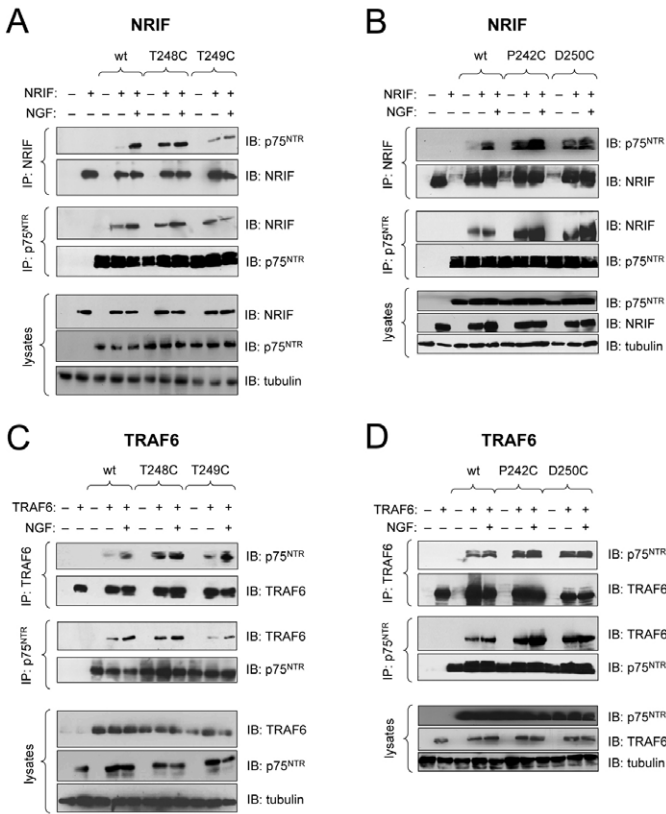 A
NRIF
wt T248C T249C
NRIF: – + – + + – + + – + +
NGF: + + +
IP: NRIF
IB: p75NTR
IB: NRIF
IP: p75NTR
IB: NRIF
IB: p75NTR
lysates
IB: NRIF
IB: p75NTR
IB: tubulin
B
NRIF
wt P242C D250C
NRIF: – + – + + – + + – + +
NGF: + + +
IP: NRIF
IB: p75NTR
IB: NRIF
IP: p75NTR
IB: NRIF
IB: p75NTR
lysates
IB: p75NTR
IB: NRIF
IB: tubulin
C
TRAF6
wt T248C T249C
TRAF6: – + – + + – + + – + +
NGF: + + +
IP: TRAF6
IB: p75NTR
IB: TRAF6
IP: p75NTR
IB: TRAF6
IB: p75NTR
lysates
IB: TRAF6
IB: p75NTR
IB: tubulin
D
TRAF6
wt P242C D250C
TRAF6: – + – + + – + + – + +
NGF: + + +
IP: TRAF6
IB: p75NTR
IB: TRAF6
IP: p75NTR
IB: TRAF6
IB: p75NTR
lysates
IB: p75NTR
IB: TRAF6
IB: tubulin